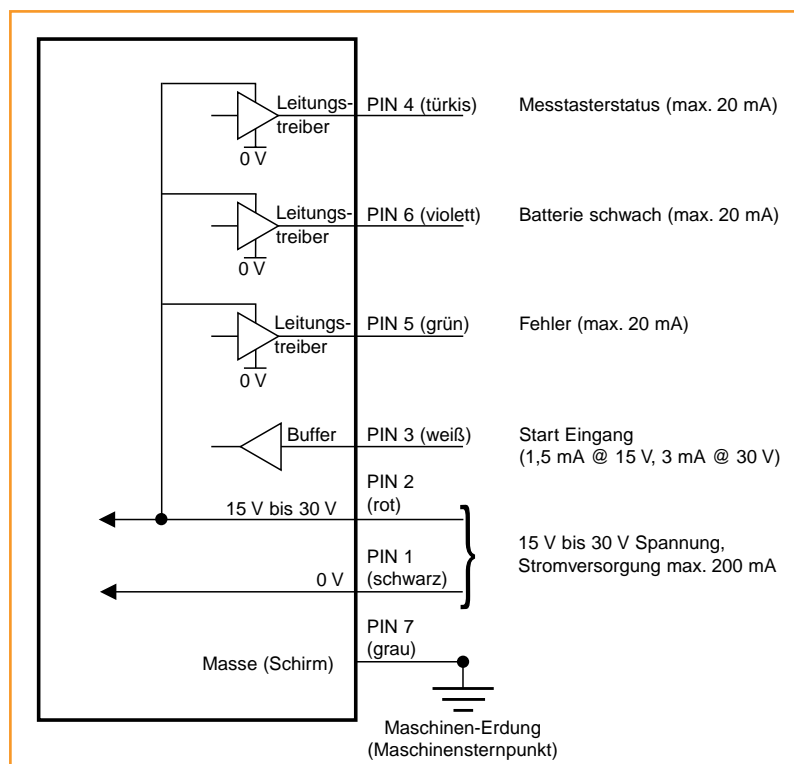 Leitungs-
treiber
0 V
PIN 4 (türkis)
Messtasterstatus (max. 20 mA)
Leitungs-
treiber
0 V
PIN 6 (violett)
Batterie schwach (max. 20 mA)
Leitungs-
treiber
0 V
PIN 5 (grün)
Fehler (max. 20 mA)
Buffer
PIN 3 (weiß)
Start Eingang
(1,5 mA @ 15 V, 3 mA @ 30 V)
15 V bis 30 V
PIN 2
(rot)
0 V
PIN 1
(schwarz)
15 V bis 30 V Spannung,
Stromversorgung max. 200 mA
Masse (Schirm)
PIN 7
(grau)
Maschinen-Erdung
(Maschinensternpunkt)